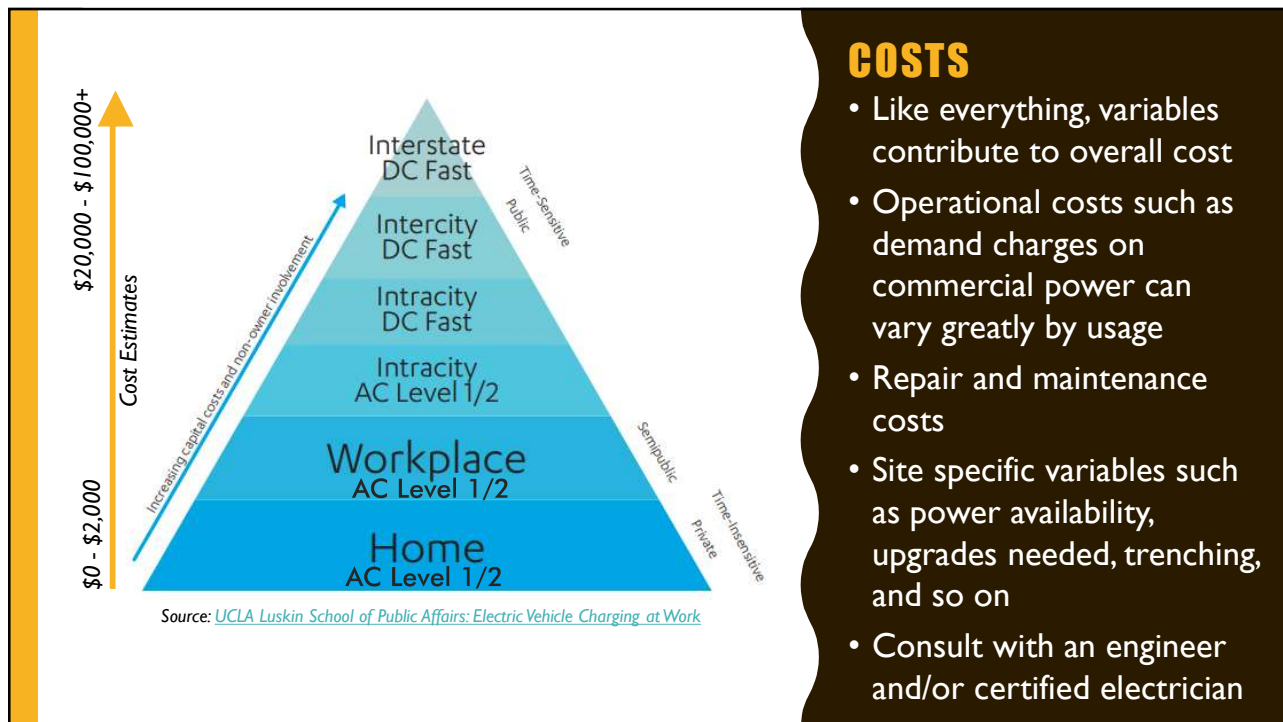 $20,000 - $100,000+
Cost Estimates
$0 - $2,000
Increasing capital costs and non-owner involvement
Interstate
DC Fast
Intercity
DC Fast
Intracity
DC Fast
Intracity
AC Level 1/2
Workplace
AC Level 1/2
Home
AC Level 1/2
Time-Sensitive
Public
Semipublic
Time-Insensitive
Private
Source: UCLA Luskin School of Public Affairs: Electric Vehicle Charging at Work
COSTS
• Like everything, variables
contribute to overall cost
• Operational costs such as
demand charges on
commercial power can
vary greatly by usage
• Repair and maintenance
costs
• Site specific variables such
as power availability,
upgrades needed, trenching,
and so on
• Consult with an engineer
and/or certified electrician